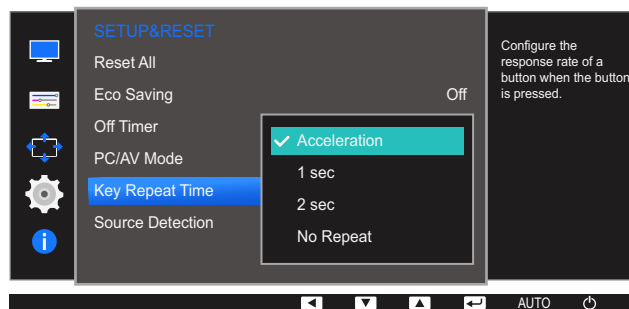 SETUP&RESET
Reset All
Eco Saving Off
Off Timer
PC/AV Mode
Key Repeat Time
Source Detection
Acceleration
1 sec
2 sec
No Repeat
Configure the
response rate of a
button when the button
is pressed.
AUTO